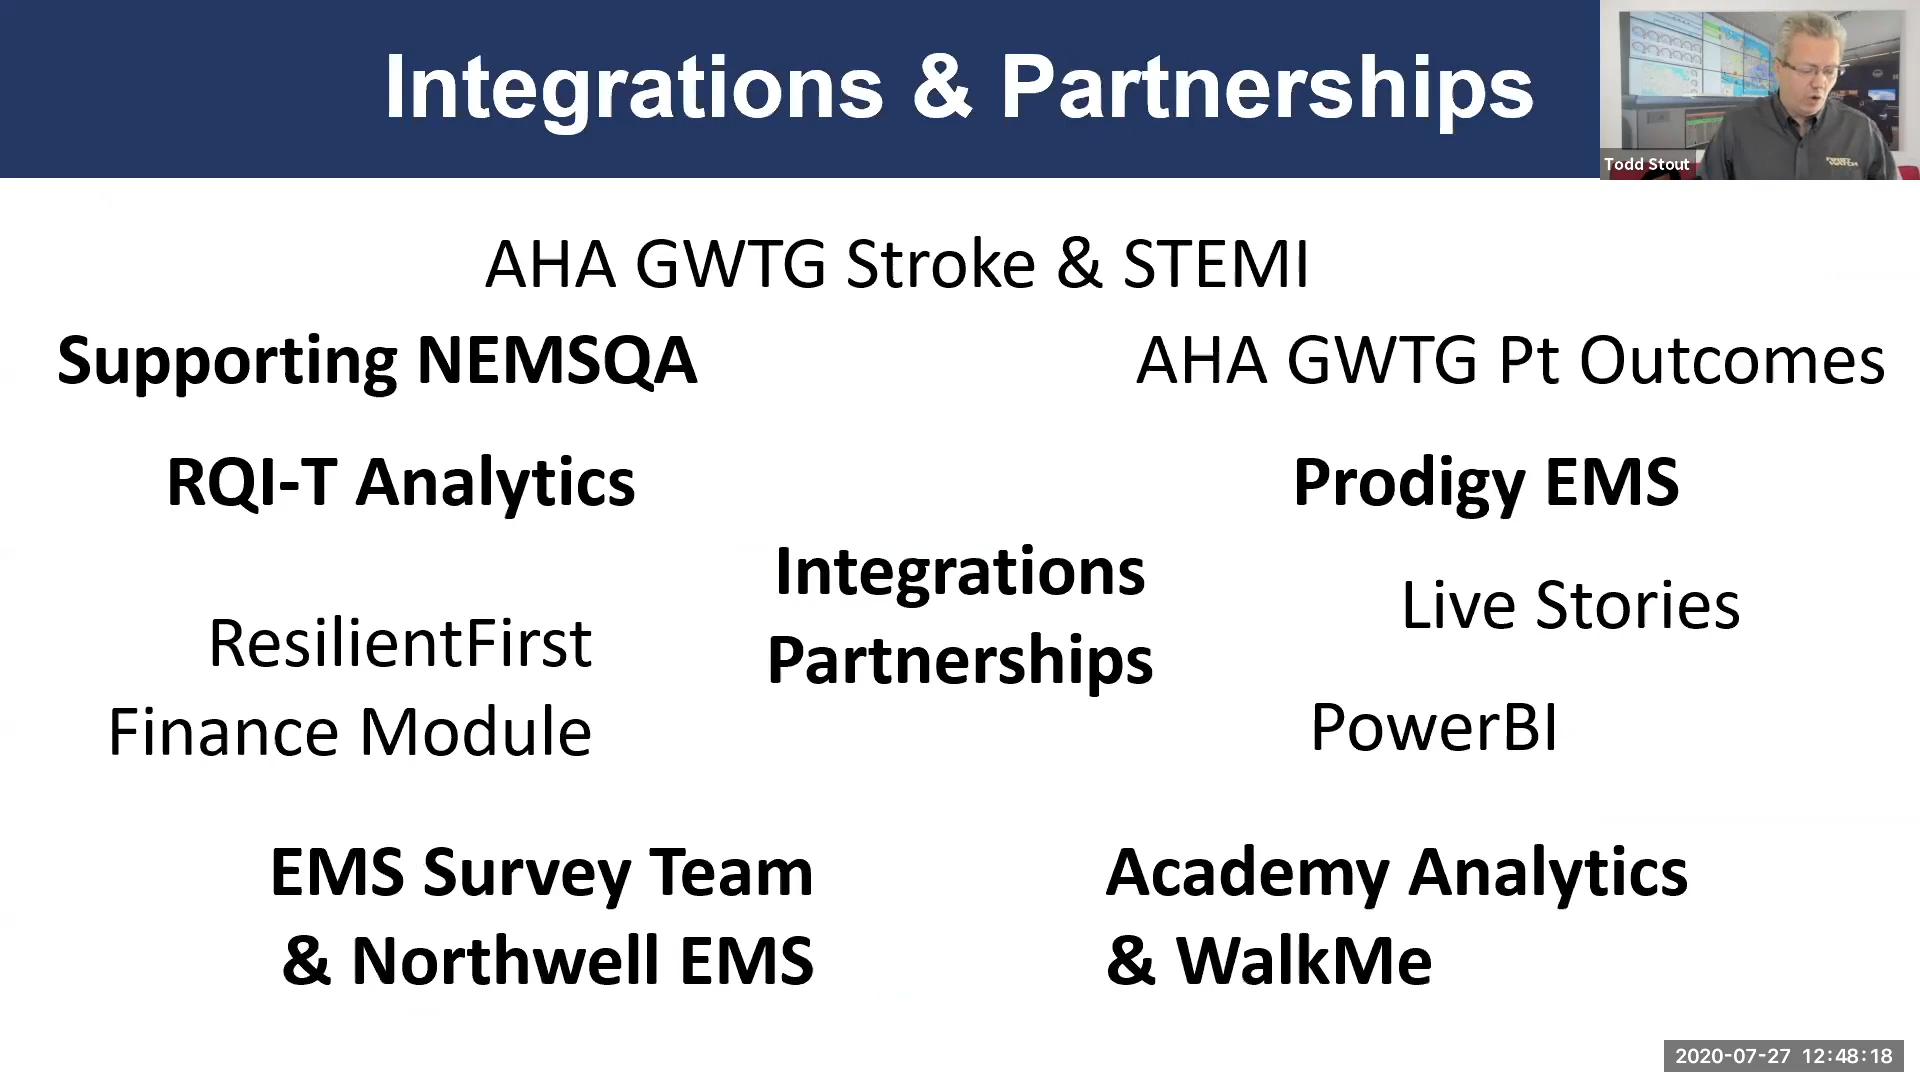 Integrations & Partnerships
Todd Stout
AHA GWTG Stroke & STEMI
Supporting NEMSQA
AHA GWTG Pt Outcomes
RQI-T Analytics
Prodigy EMS
Integrations
Partnerships
Live Stories
ResilientFirst
Finance Module
PowerBI
EMS Survey Team
& Northwell EMS
Academy Analytics
& WalkMe
2020-07-27 12:48:18